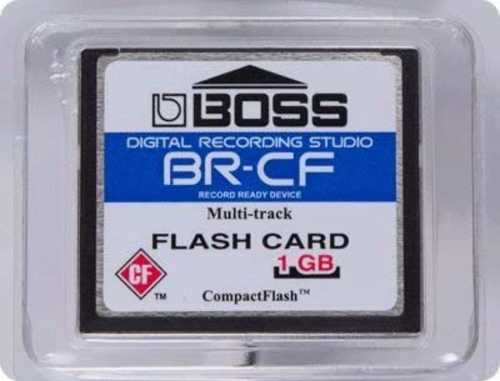 BOSS
DIGITAL RECORDING STUDIO
BR-CF
RECORD READY DEVICE
Multi-track
FLASH CARD
1 GB
CF TM
CompactFlash™